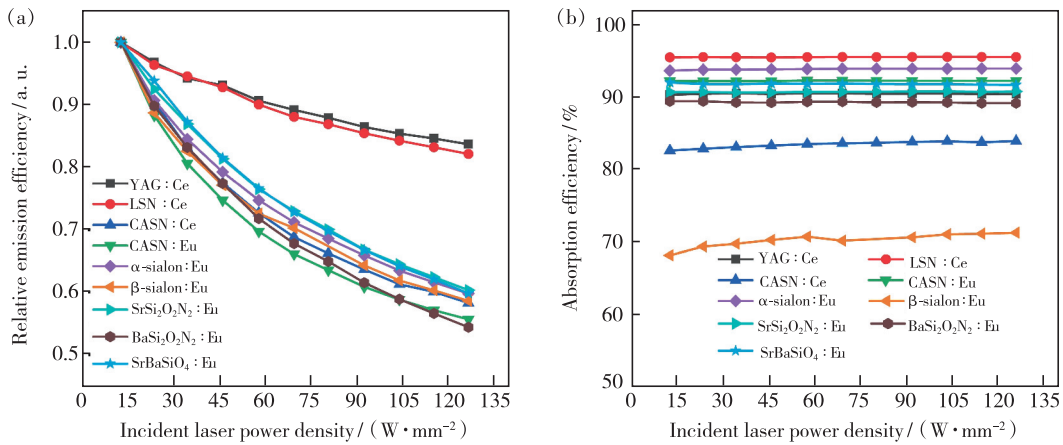 (a)
Relative emission efficiency / a. u.
1.0
0.9
0.8
0.7
0.6
0.5
YAG:Ce
LSN:Ce
CASN:Ce
CASN:Eu
α-sialon:Eu
β-sialon:Eu
SrSi₂O₂N₂:Eu
BaSi₂O₂N₂:Eu
SrBaSiO₄:Eu
0 15 30 45 60 75 90 105 120 135
Incident laser power density / (W·mm⁻²)
(b)
Absorption efficiency / %
100
90
80
70
60
50
YAG:Ce LSN:Ce
CASN:Ce CASN:Eu
α-sialon:Eu β-sialon:Eu
SrSi₂O₂N₂:Eu BaSi₂O₂N₂:Eu
SrBaSiO₄:Eu
0 15 30 45 60 75 90 105 120 135
Incident laser power density / (W·mm⁻²)